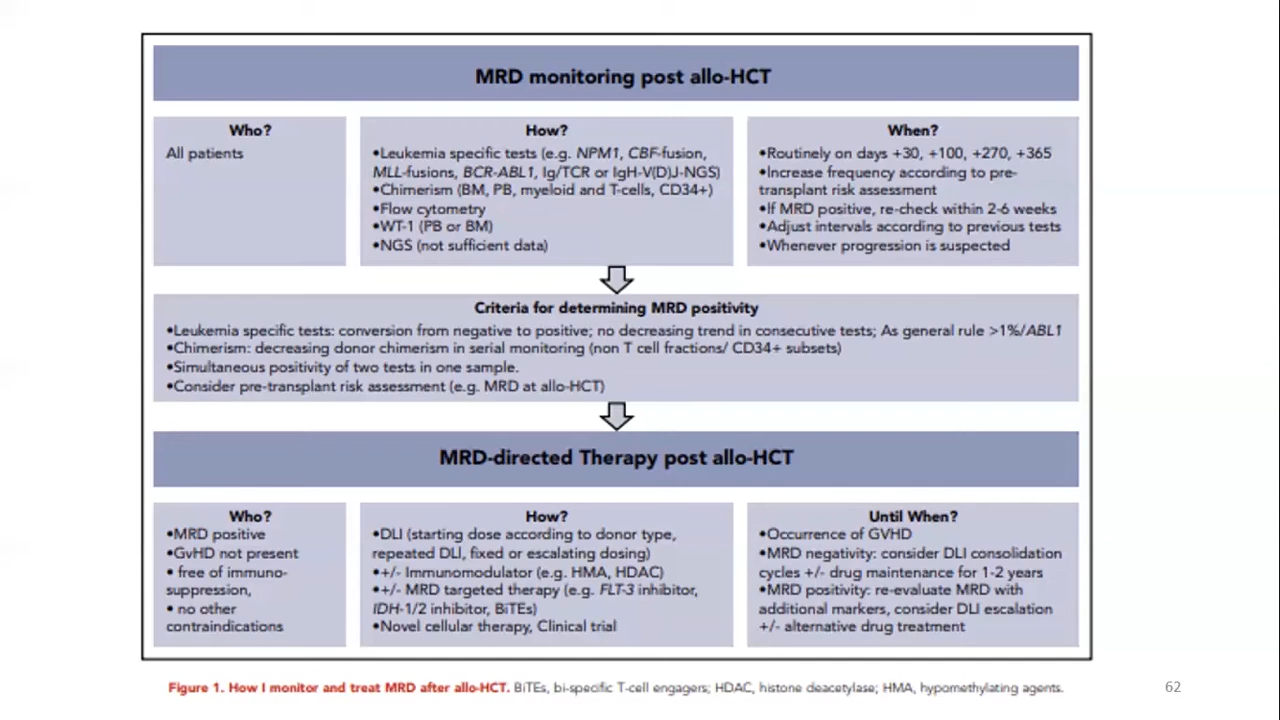 MRD monitoring post allo-HCT
Who?
All patients
How?
•Leukemia specific tests (e.g. NPM1, CBF-fusion,
MLL-fusions, BCR-ABL1, Ig/TCR or IgH-V(D)J-NGS)
•Chimerism (BM, PB, myeloid and T-cells, CD34+)
•Flow cytometry
•WT-1 (PB or BM)
•NGS (not sufficient data)
When?
•Routinely on days +30, +100, +270, +365
•Increase frequency according to pre-
transplant risk assessment
•If MRD positive, re-check within 2-6 weeks
•Adjust intervals according to previous tests
•Whenever progression is suspected
Criteria for determining MRD positivity
•Leukemia specific tests: conversion from negative to positive; no decreasing trend in consecutive tests; As general rule >1%/ABL1
•Chimerism: decreasing donor chimerism in serial monitoring (non T cell fractions/ CD34+ subsets)
•Simultaneous positivity of two tests in one sample.
•Consider pre-transplant risk assessment (e.g. MRD at allo-HCT)
MRD-directed Therapy post allo-HCT
Who?
•MRD positive
•GvHD not present
• free of immuno-
suppression,
• no other
contraindications
How?
•DLI (starting dose according to donor type,
repeated DLI, fixed or escalating dosing)
•+/- Immunomodulator (e.g. HMA, HDAC)
•+/- MRD targeted therapy (e.g. FLT-3 inhibitor,
IDH-1/2 inhibitor, BiTEs)
•Novel cellular therapy, Clinical trial
Until When?
•Occurrence of GVHD
•MRD negativity: consider DLI consolidation
cycles +/- drug maintenance for 1-2 years
•MRD positivity: re-evaluate MRD with
additional markers, consider DLI escalation
+/- alternative drug treatment
Figure 1. How I monitor and treat MRD after allo-HCT. BiTEs, bi-specific T-cell engagers; HDAC, histone deacetylase; HMA, hypomethylating agents.
62